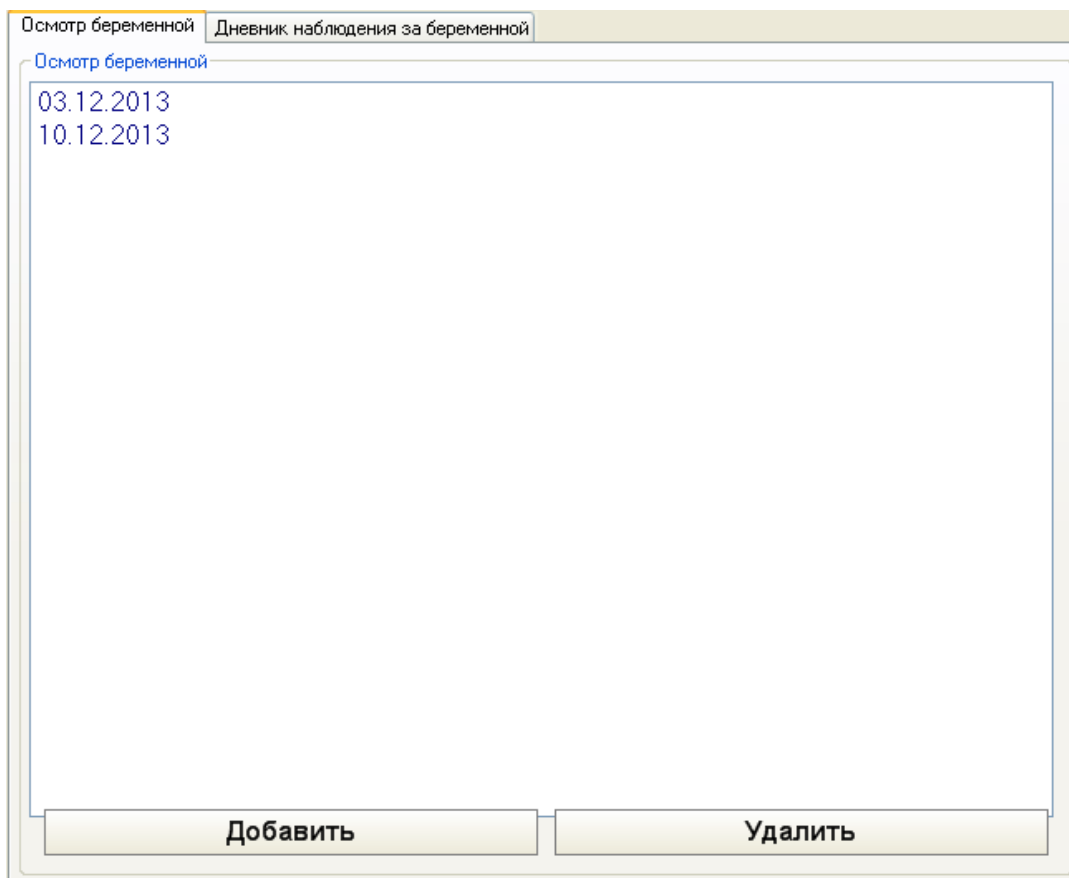 Осмотр беременной Дневник наблюдения за беременной
Осмотр беременной
03.12.2013
10.12.2013
Добавить Удалить